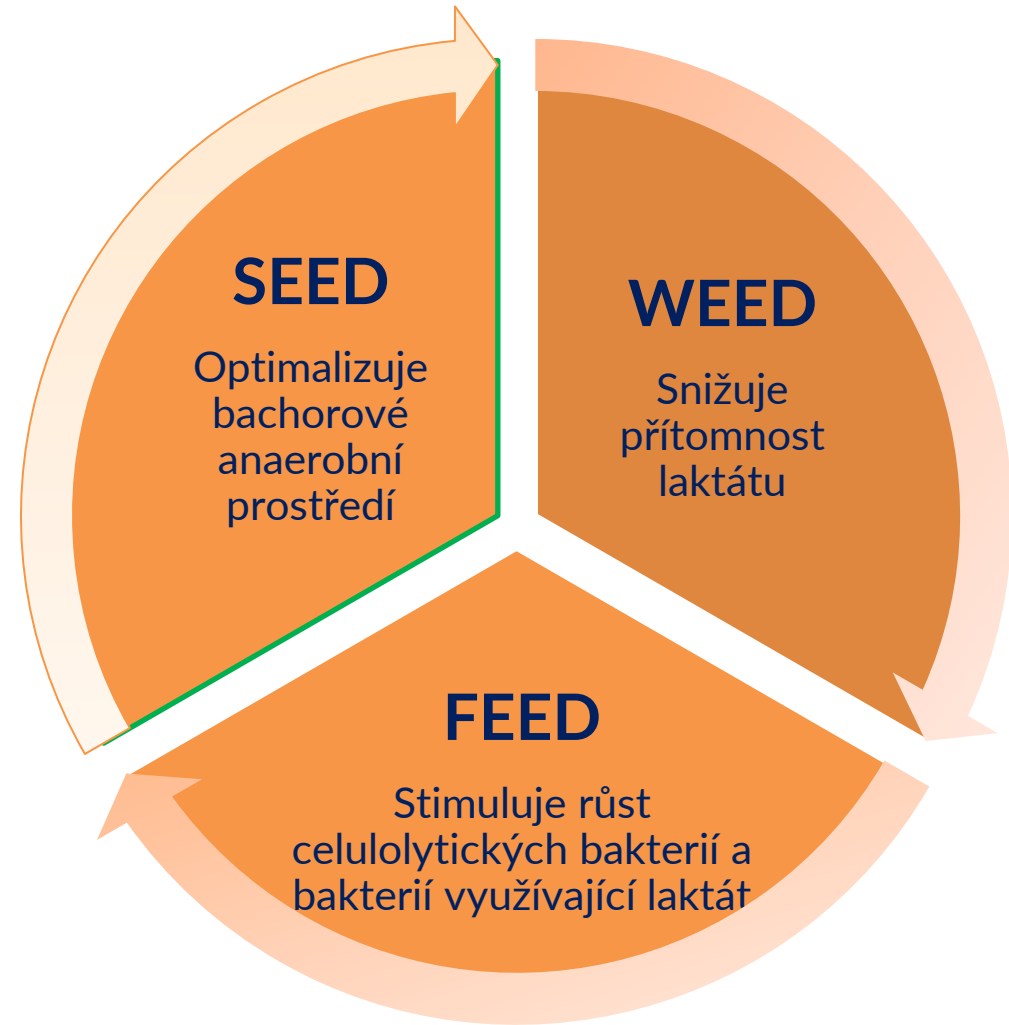 SEED
Optimalizuje
bachorové
anaerobní
prostředí
WEED
Snižuje
přítomnost
laktátu
FEED
Stimuluje růst
celulolytických bakterií a
bakterií využívající laktát